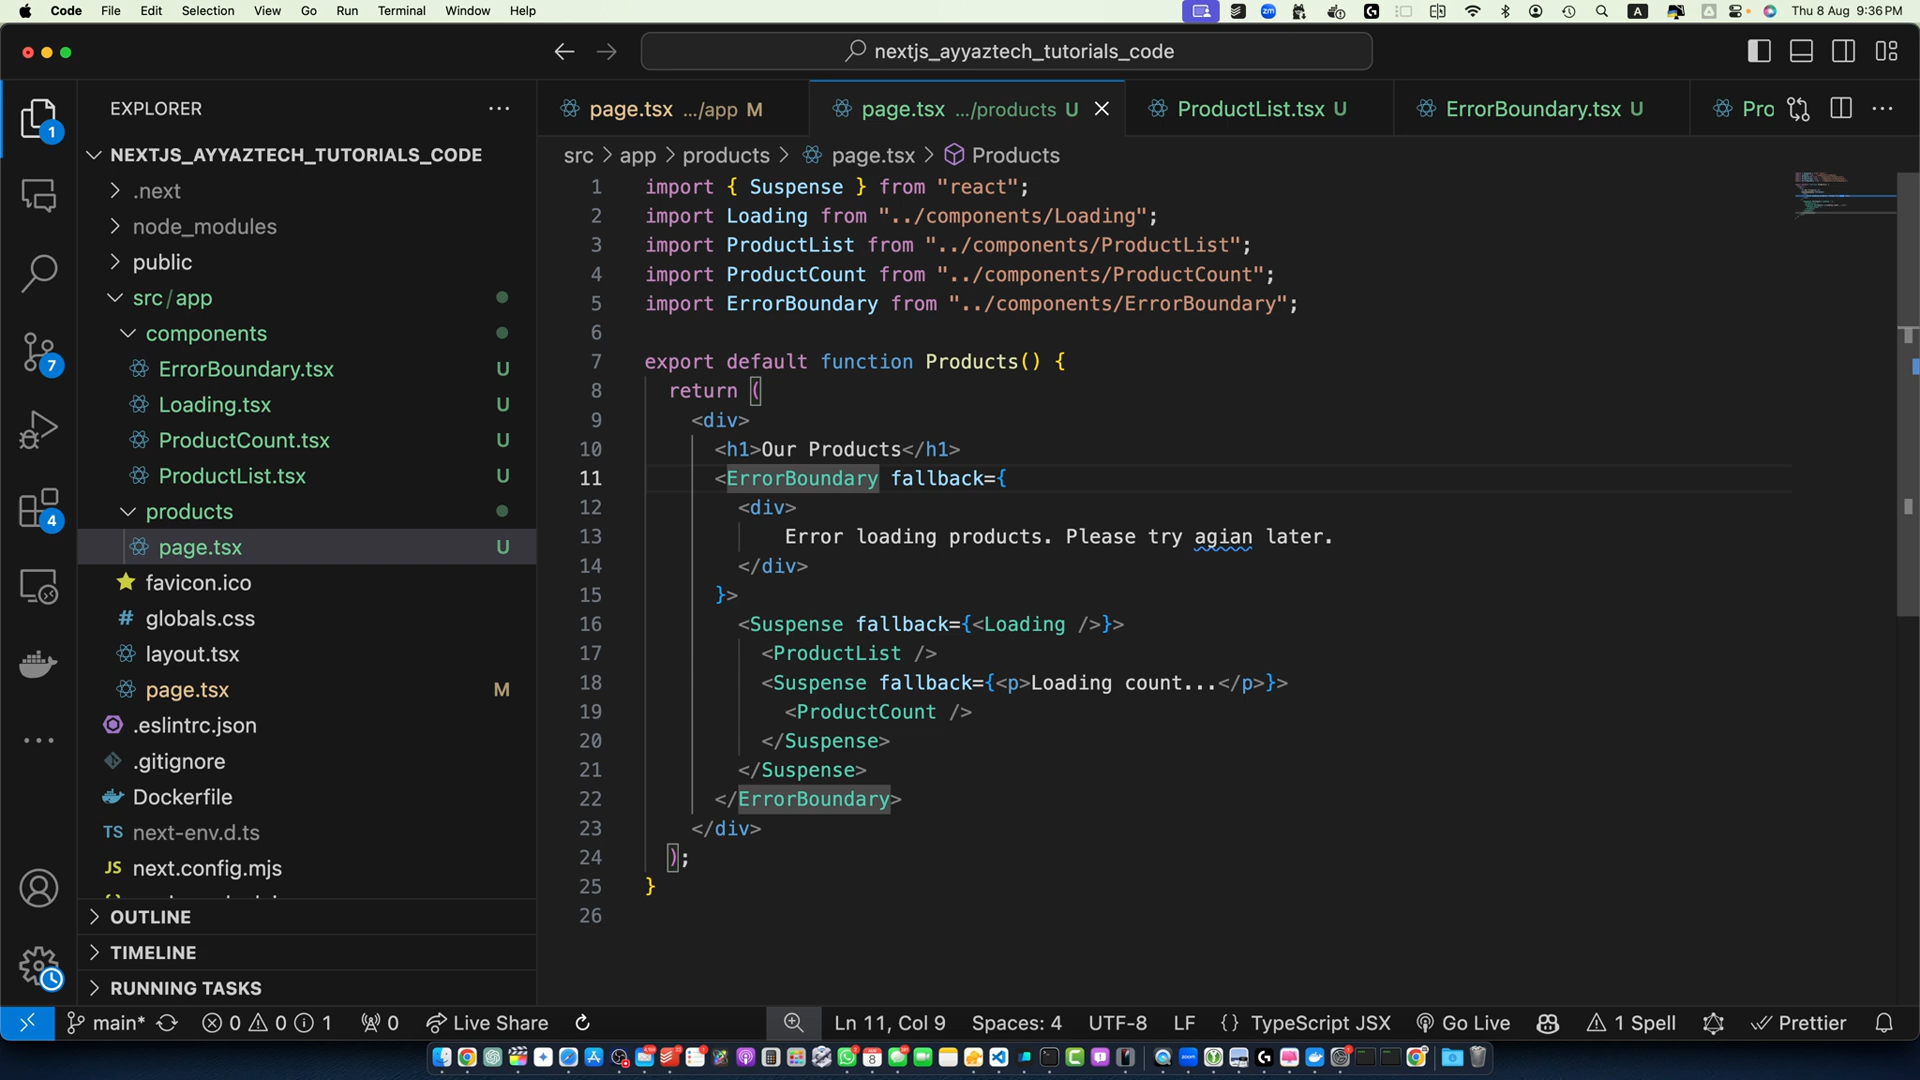 Code File Edit Selection View Go Run Terminal Window Help
zm A Thu 8 Aug 9:36 PM
nextjs_ayyaztech_tutorials_code
EXPLORER
page.tsx .../app M
page.tsx .../products U
ProductList.tsx U
ErrorBoundary.tsx U
Pro
NEXTJS_AYYAZTECH_TUTORIALS_CODE
.next
node_modules
public
src/app
components
ErrorBoundary.tsx U
Loading.tsx U
ProductCount.tsx U
ProductList.tsx U
products
page.tsx U
favicon.ico
# globals.css
layout.tsx
page.tsx M
.eslintrc.json
.gitignore
Dockerfile
TS next-env.d.ts
JS next.config.mjs
OUTLINE
TIMELINE
RUNNING TASKS
1
7
4
src > app > products > page.tsx > Products
1 import { Suspense } from "react";
2 import Loading from "../components/Loading";
3 import ProductList from "../components/ProductList";
4 import ProductCount from "../components/ProductCount";
5 import ErrorBoundary from "../components/ErrorBoundary";
6
7 export default function Products() {
8 return (
9 <div>
10 <h1>Our Products</h1>
11 <ErrorBoundary fallback={
12 <div>
13 Error loading products. Please try agian later.
14 </div>
15 }>
16 <Suspense fallback={<Loading />}>
17 <ProductList />
18 <Suspense fallback={<p>Loading count...</p>}>
19 <ProductCount />
20 </Suspense>
21 </Suspense>
22 </ErrorBoundary>
23 </div>
24 );
25 }
26
main* 0 0 1 0 Live Share Ln 11, Col 9 Spaces: 4 UTF-8 LF {} TypeScript JSX Go Live 1 Spell Prettier